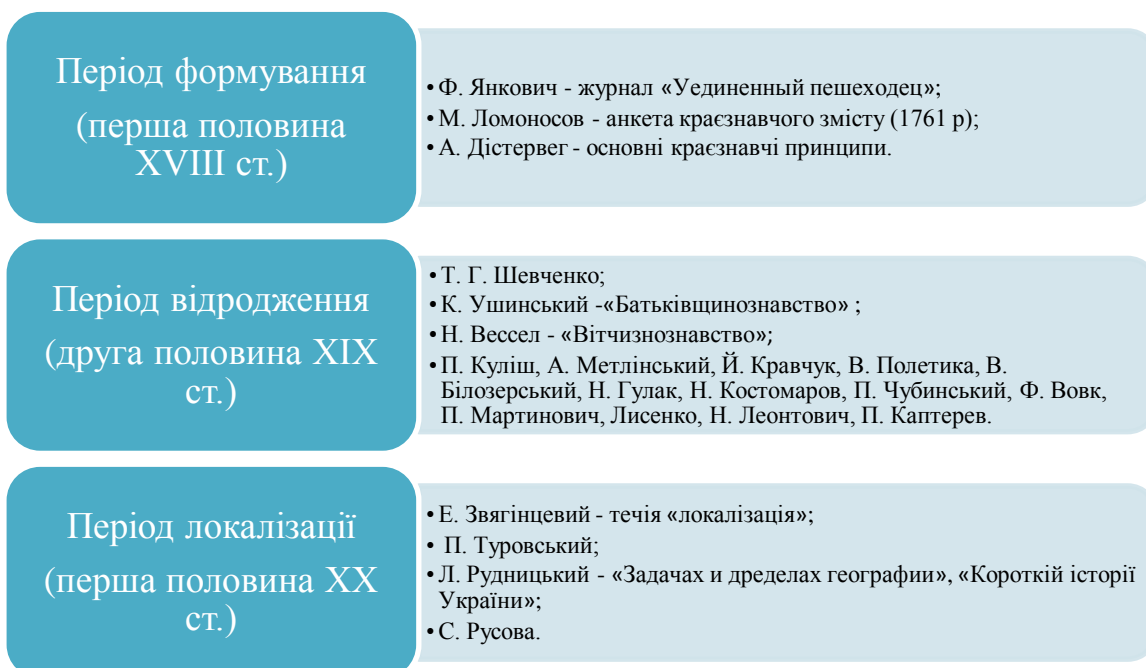 Період формування
(перша половина
XVIII ст.)
• Ф. Янкович - журнал «Уединенный пешеходец»;
• М. Ломоносов - анкета краєзнавчого змісту (1761 р);
• А. Дістервег - основні краєзнавчі принципи.
Період відродження
(друга половина XIX
ст.)
• Т. Г. Шевченко;
• К. Ушинський -«Батьківщинознавство» ;
• Н. Вессел - «Вітчизнознавство»;
• П. Куліш, А. Метлінський, Й. Кравчук, В. Полетика, В.
Білозерський, Н. Гулак, Н. Костомаров, П. Чубинський, Ф. Вовк,
П. Мартинович, Лисенко, Н. Леонтович, П. Каптерев.
Період локалізації
(перша половина XX
ст.)
• Е. Звягінцевий - течія «локалізація»;
• П. Туровський;
• Л. Рудницький - «Задачах и дределах географии», «Короткій історії
України»;
• С. Русова.